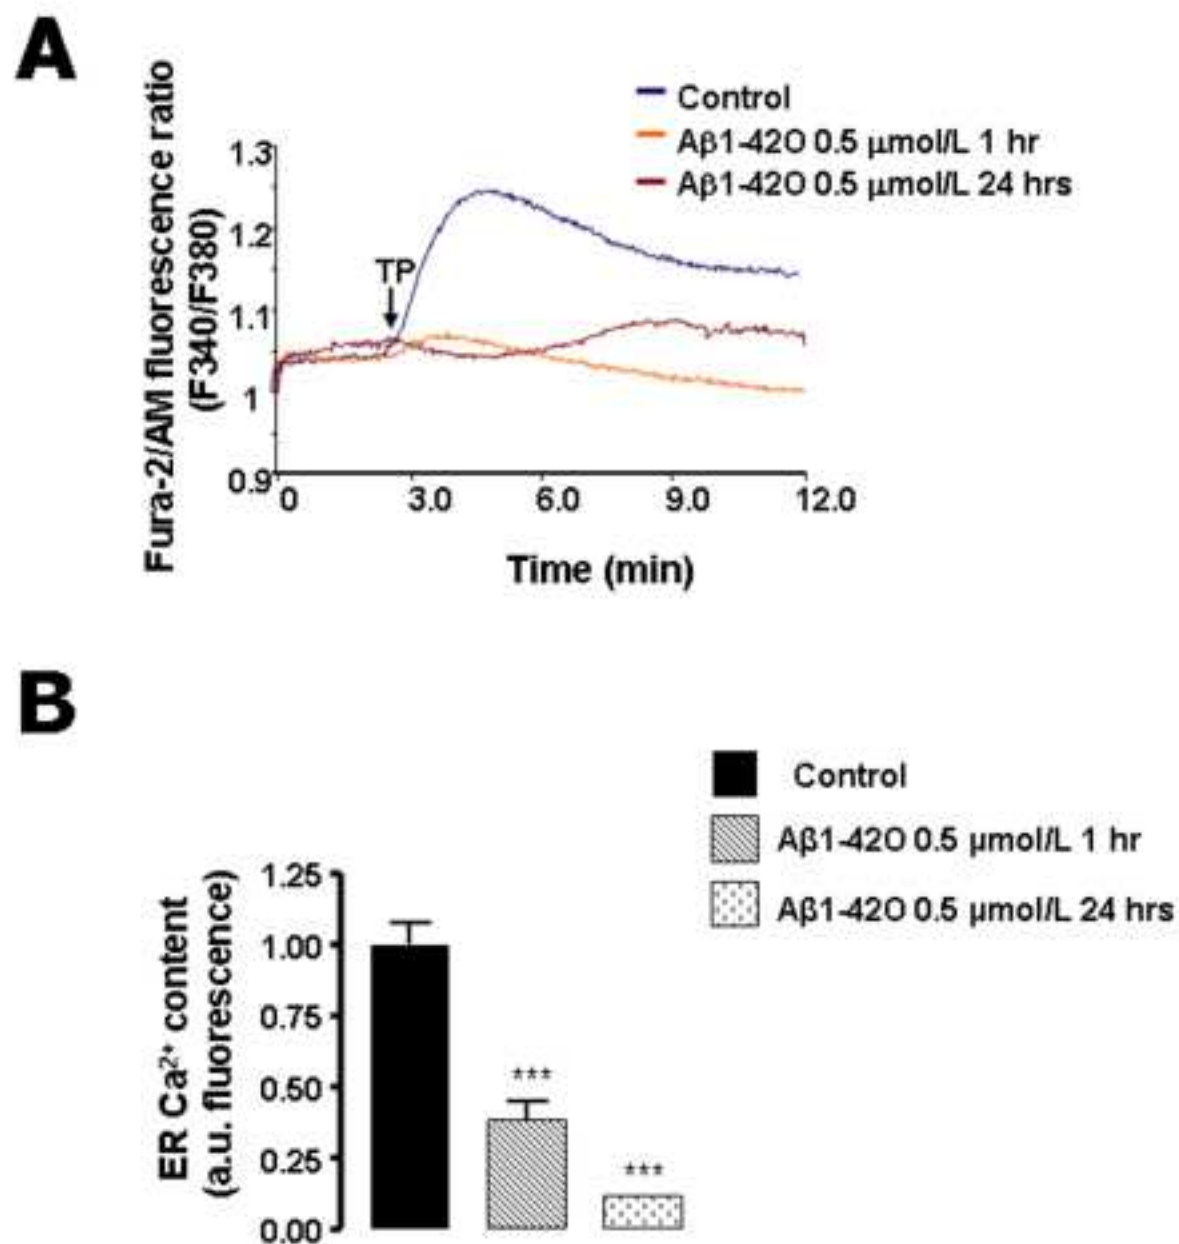 A
Fura-2/AM fluorescence ratio
(F340/F380)
Control
Aβ1-42O 0.5 μmol/L 1 hr
Aβ1-42O 0.5 μmol/L 24 hrs
1.3
1.2
1.1
1
0.9
TP
0 3.0 6.0 9.0 12.0
Time (min)
B
Control
Aβ1-42O 0.5 μmol/L 1 hr
Aβ1-42O 0.5 μmol/L 24 hrs
ER Ca²⁺ content
(a.u. fluorescence)
1.25
1.00
0.75
0.50
0.25
0.00
***
***